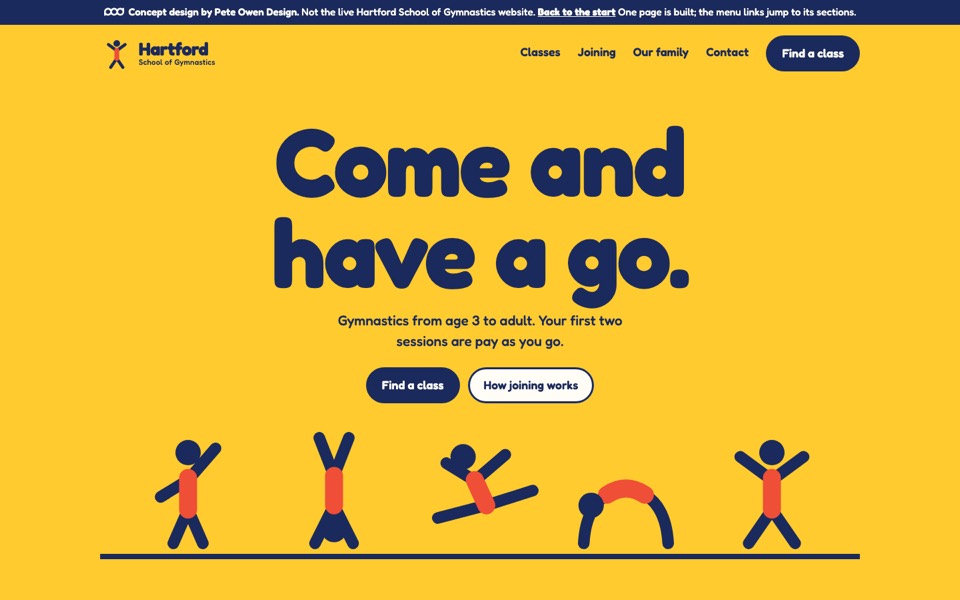 Concept design by Pete Owen Design. Not the live Hartford School of Gymnastics website. Back to the start One page is built; the menu links jump to its sections.
Hartford
School of Gymnastics
Classes
Joining
Our family
Contact
Find a class
Come and
have a go.
Gymnastics from age 3 to adult. Your first two
sessions are pay as you go.
Find a class
How joining works